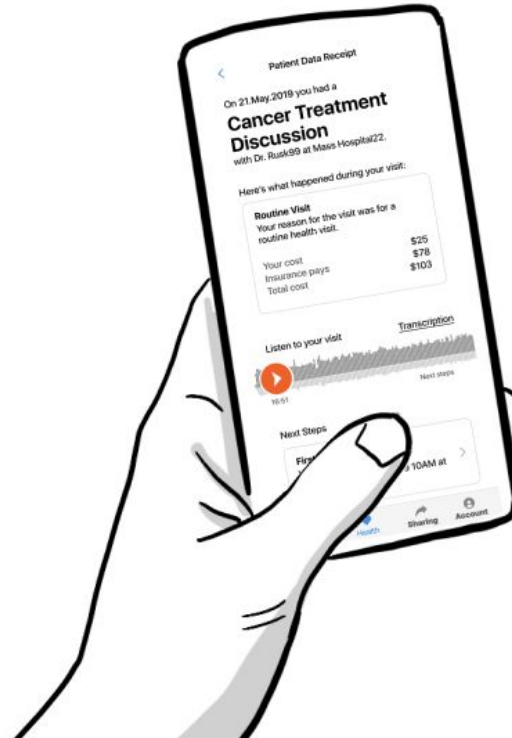 Patient Data Receipt
On 21.May.2019 you had a
Cancer Treatment
Discussion
with Dr. Rusk99 at Mass Hospital22.
Here's what happened during your visit:
Routine Visit
Your reason for the visit was for a
routine health visit.
Your cost $25
Insurance pays $78
Total cost $103
Listen to your visit Transcription
16:51 Next steps
Next Steps
First
10AM at
Health Sharing Account